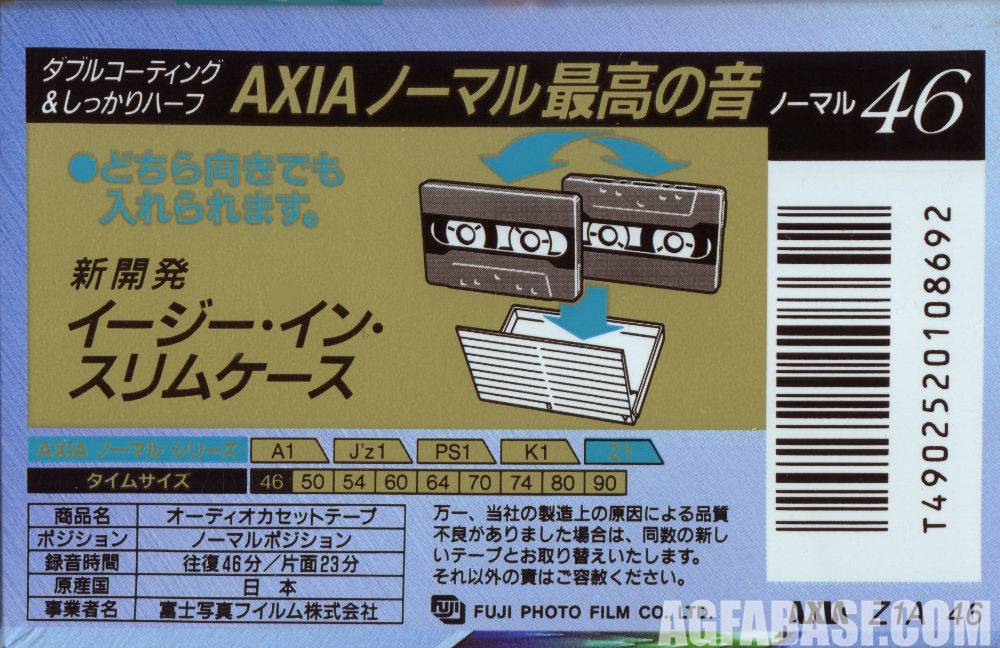 ダブルコーティング
&しっかりハーフ
AXIAノーマル最高の音
ノーマル46
●どちら向きでも
入れられます。
新開発
イージー・イン・
スリムケース
T4902520108692
AXIA ノーマル シリーズ A1 J'z1 PS1 K1 Z1
タイムサイズ 46 50 54 60 64 70 74 80 90
商品名 オーディオカセットテープ
ポジション ノーマルポジション
録音時間 往復46分/片面23分
原産国 日本
事業者名 富士写真フイルム株式会社
万一、当社の製造上の原因による品質
不良がありました場合は、同数の新し
いテープとお取り替えいたします。
それ以外の責はご容赦ください。
FUJI FUJI PHOTO FILM CO., LTD.
AXIA Z1A 46
AGFABASF.COM